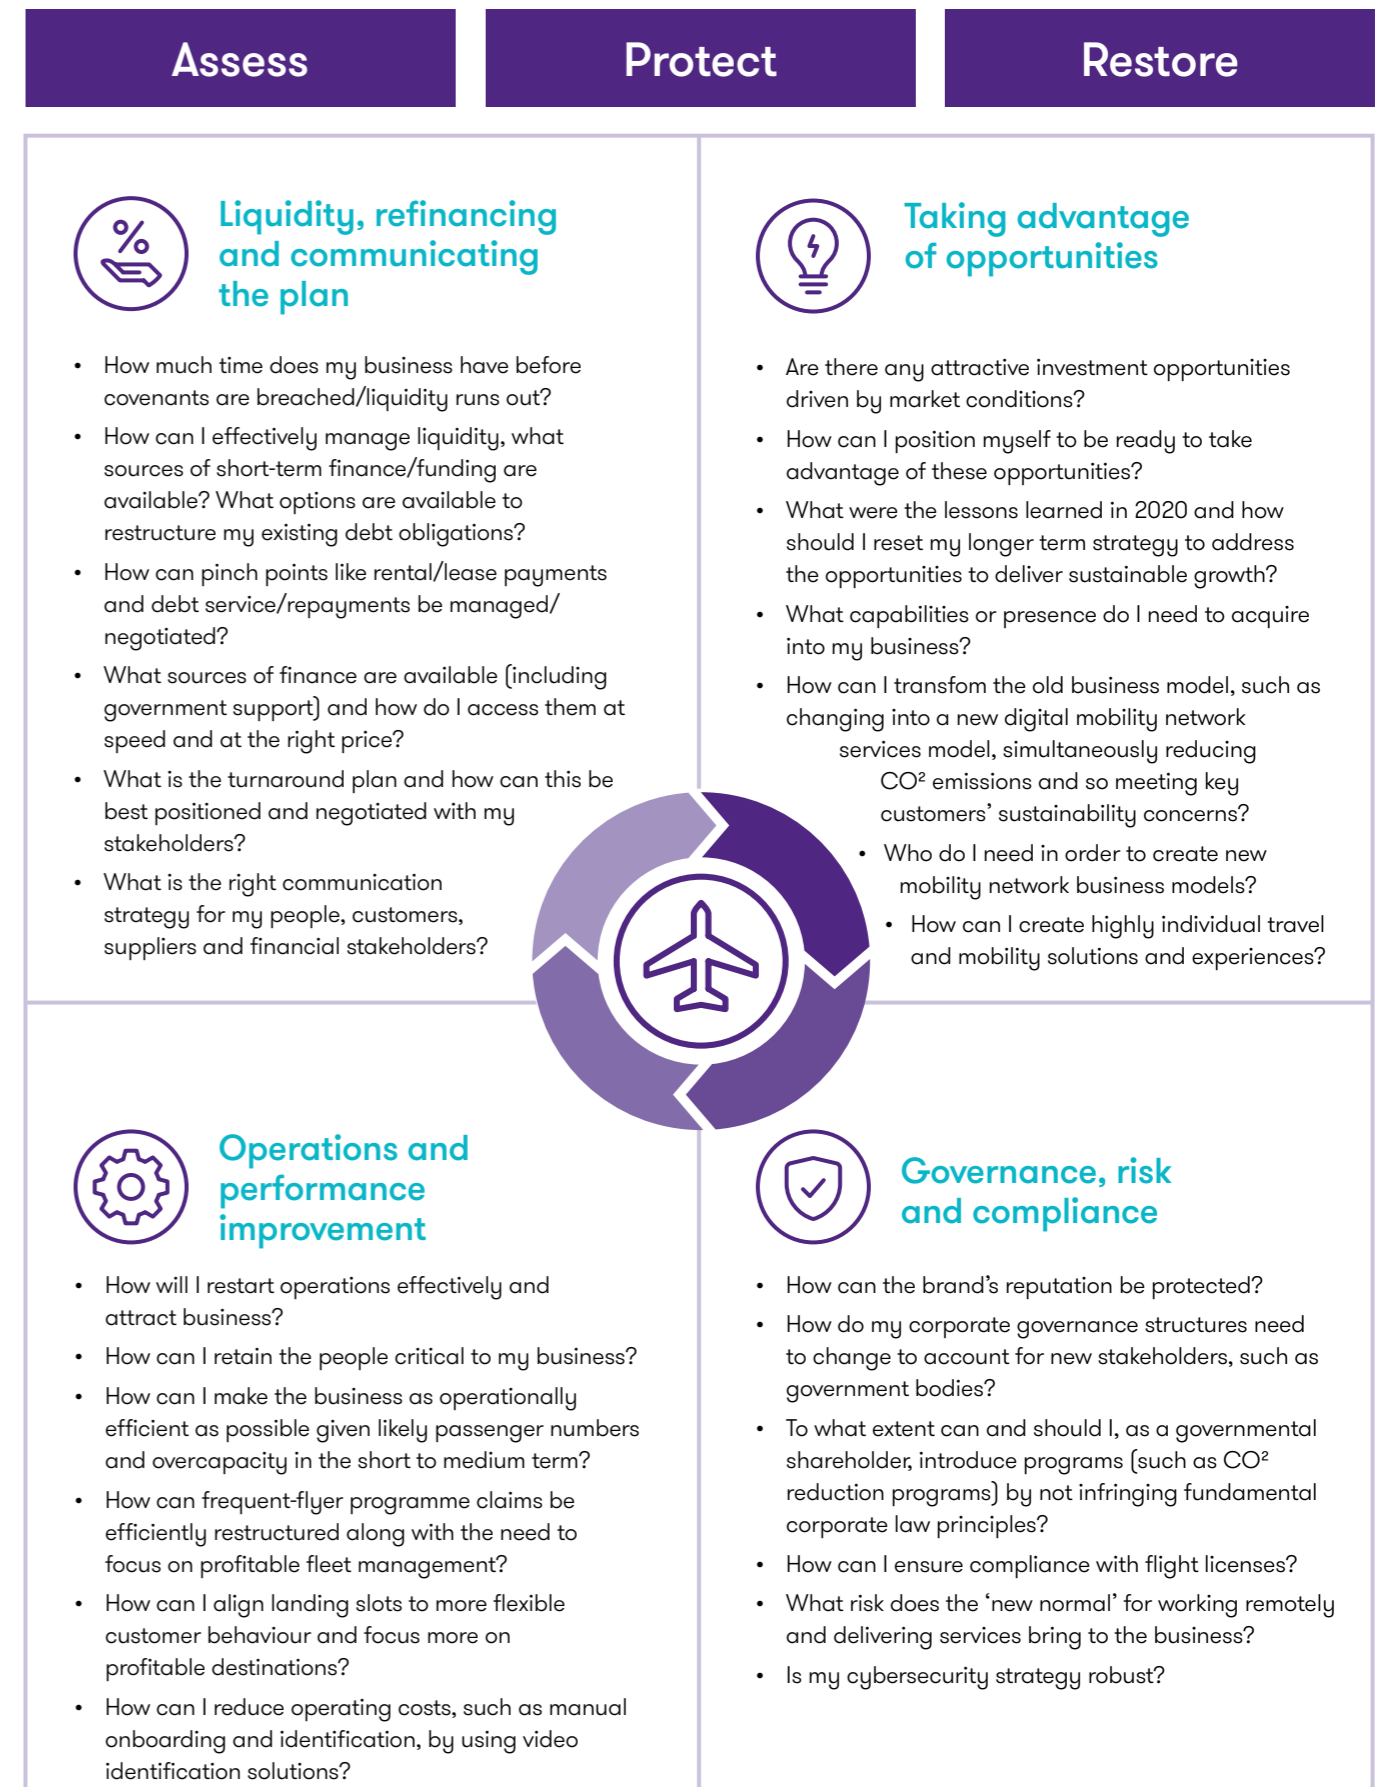 Assess
Protect
Restore
Liquidity, refinancing
and communicating
the plan
• How much time does my business have before
covenants are breached/liquidity runs out?
• How can I effectively manage liquidity, what
sources of short-term finance/funding are
available? What options are available to
restructure my existing debt obligations?
• How can pinch points like rental/lease payments
and debt service/repayments be managed/
negotiated?
• What sources of finance are available (including
government support) and how do I access them at
speed and at the right price?
• What is the turnaround plan and how can this be
best positioned and negotiated with my
stakeholders?
• What is the right communication
strategy for my people, customers,
suppliers and financial stakeholders?
Taking advantage
of opportunities
• Are there any attractive investment opportunities
driven by market conditions?
• How can I position myself to be ready to take
advantage of these opportunities?
• What were the lessons learned in 2020 and how
should I reset my longer term strategy to address
the opportunities to deliver sustainable growth?
• What capabilities or presence do I need to acquire
into my business?
• How can I transfom the old business model, such as
changing into a new digital mobility network
services model, simultaneously reducing
CO² emissions and so meeting key
customers’ sustainability concerns?
• Who do I need in order to create new
mobility network business models?
• How can I create highly individual travel
and mobility solutions and experiences?
Operations and
performance
improvement
• How will I restart operations effectively and
attract business?
• How can I retain the people critical to my business?
• How can I make the business as operationally
efficient as possible given likely passenger numbers
and overcapacity in the short to medium term?
• How can frequent-flyer programme claims be
efficiently restructured along with the need to
focus on profitable fleet management?
• How can I align landing slots to more flexible
customer behaviour and focus more on
profitable destinations?
• How can I reduce operating costs, such as manual
onboarding and identification, by using video
identification solutions?
Governance, risk
and compliance
• How can the brand’s reputation be protected?
• How do my corporate governance structures need
to change to account for new stakeholders, such as
government bodies?
• To what extent can and should I, as a governmental
shareholder, introduce programs (such as CO²
reduction programs) by not infringing fundamental
corporate law principles?
• How can I ensure compliance with flight licenses?
• What risk does the ‘new normal’ for working remotely
and delivering services bring to the business?
• Is my cybersecurity strategy robust?